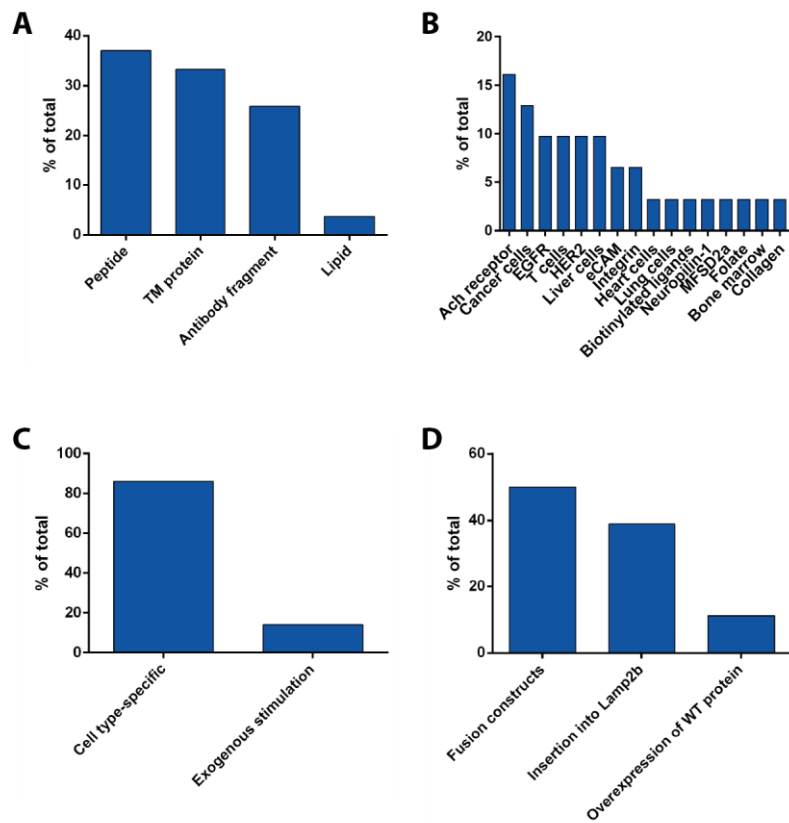 A
% of total
40
30
20
10
0
Peptide
TM protein
Antibody fragment
Lipid
B
% of total
20
15
10
5
0
Ach receptor
Cancer cells
EGFR
T cells
HER2
Liver cells
eCAM
Integrin
Heart cells
Lung cells
Biotinylated ligands
Neuropilin-1
MFSD2a
Folate
Bone marrow
Collagen
C
% of total
100
80
60
40
20
0
Cell type-specific
Exogenous stimulation
D
% of total
60
40
20
0
Fusion constructs
Insertion into Lamp2b
Overexpression of WT protein